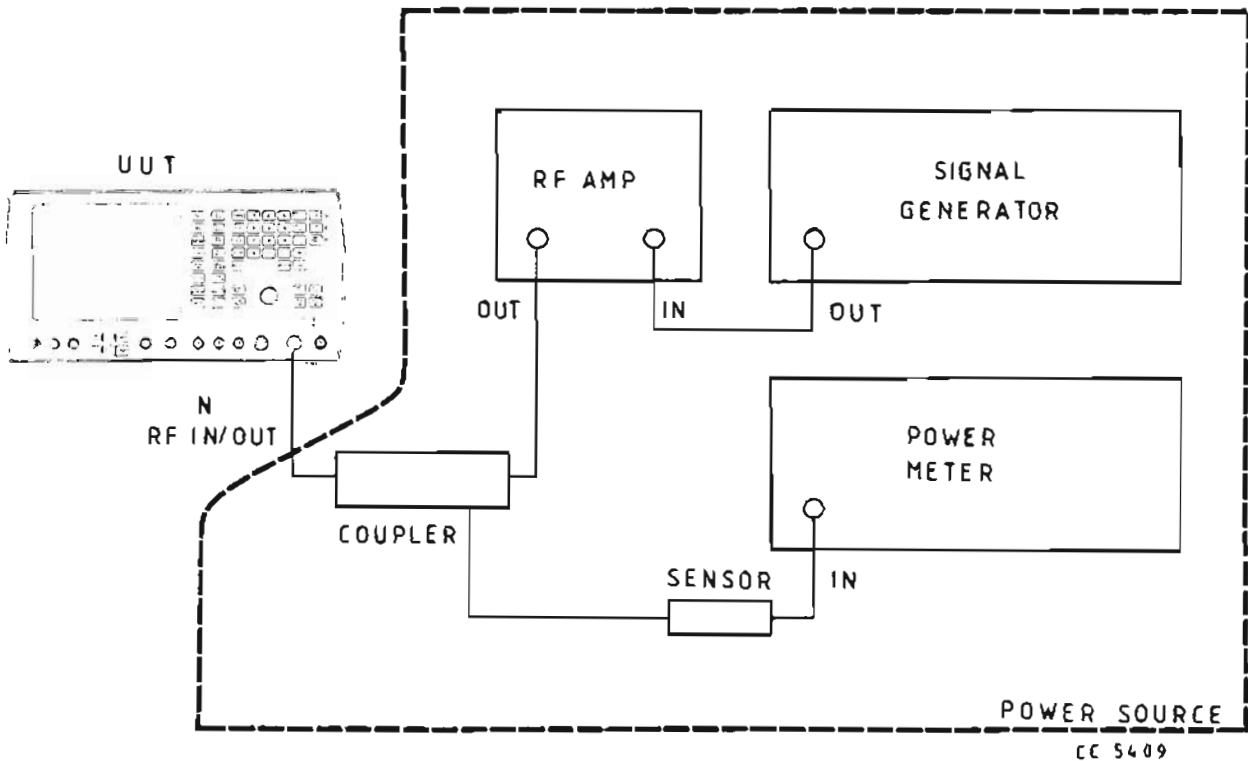 UUT
RF AMP
SIGNAL
GENERATOR
OUT
IN
OUT
N
RF IN/OUT
POWER
METER
COUPLER
SENSOR
IN
POWER SOURCE
CC 5409